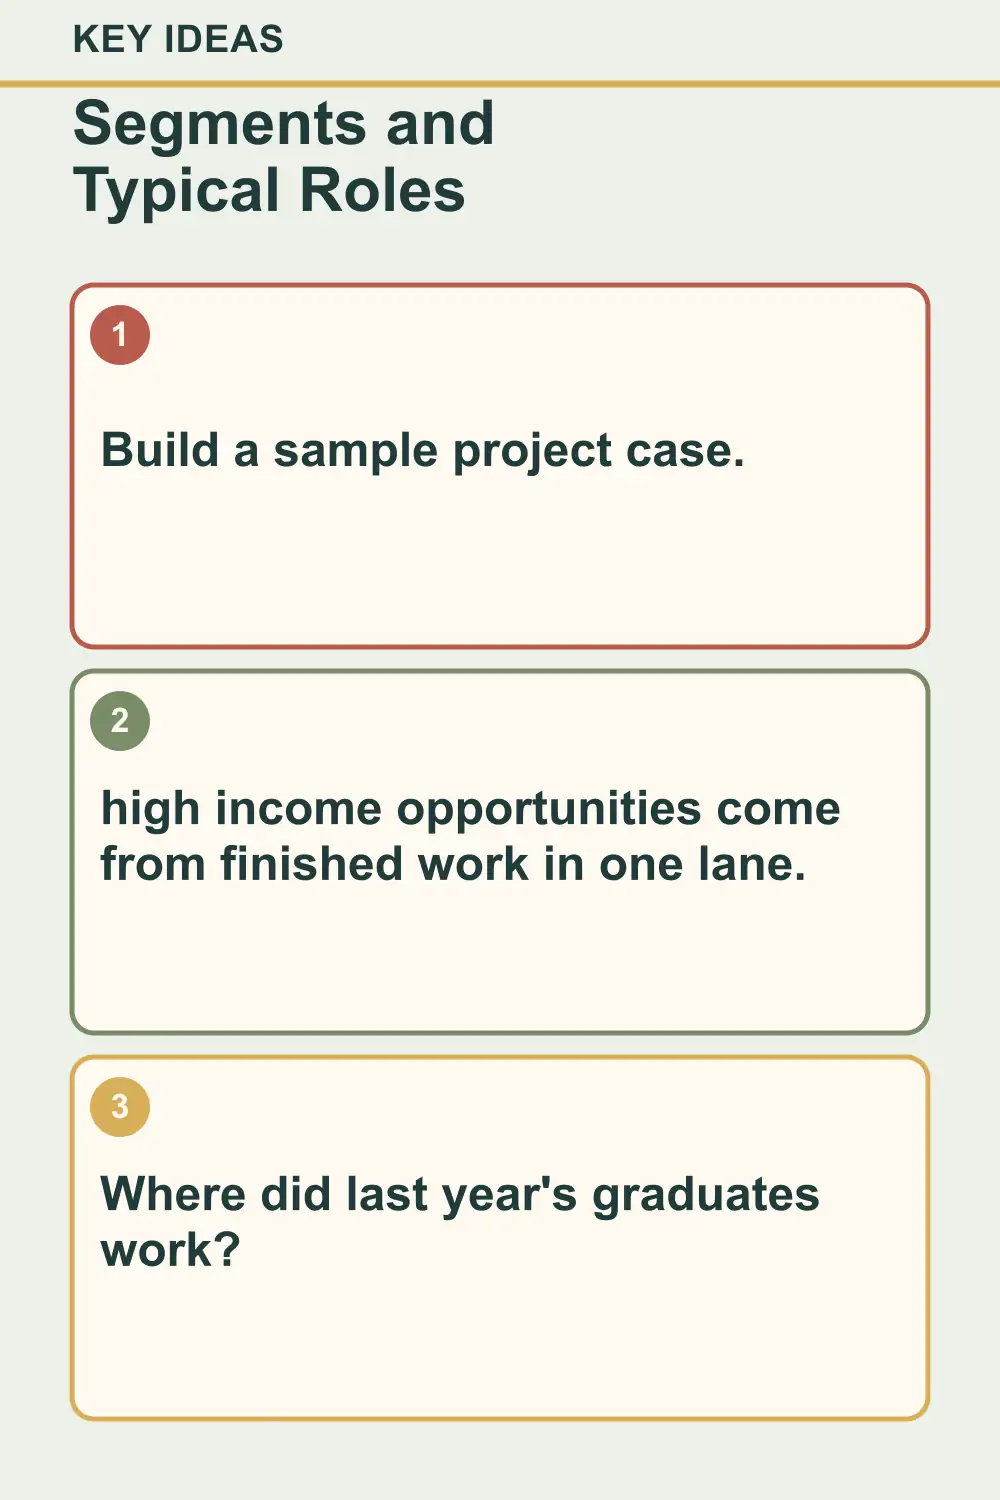 KEY IDEAS
Segments and
Typical Roles
1
Build a sample project case.
2
high income opportunities come
from finished work in one lane.
3
Where did last year's graduates
work?